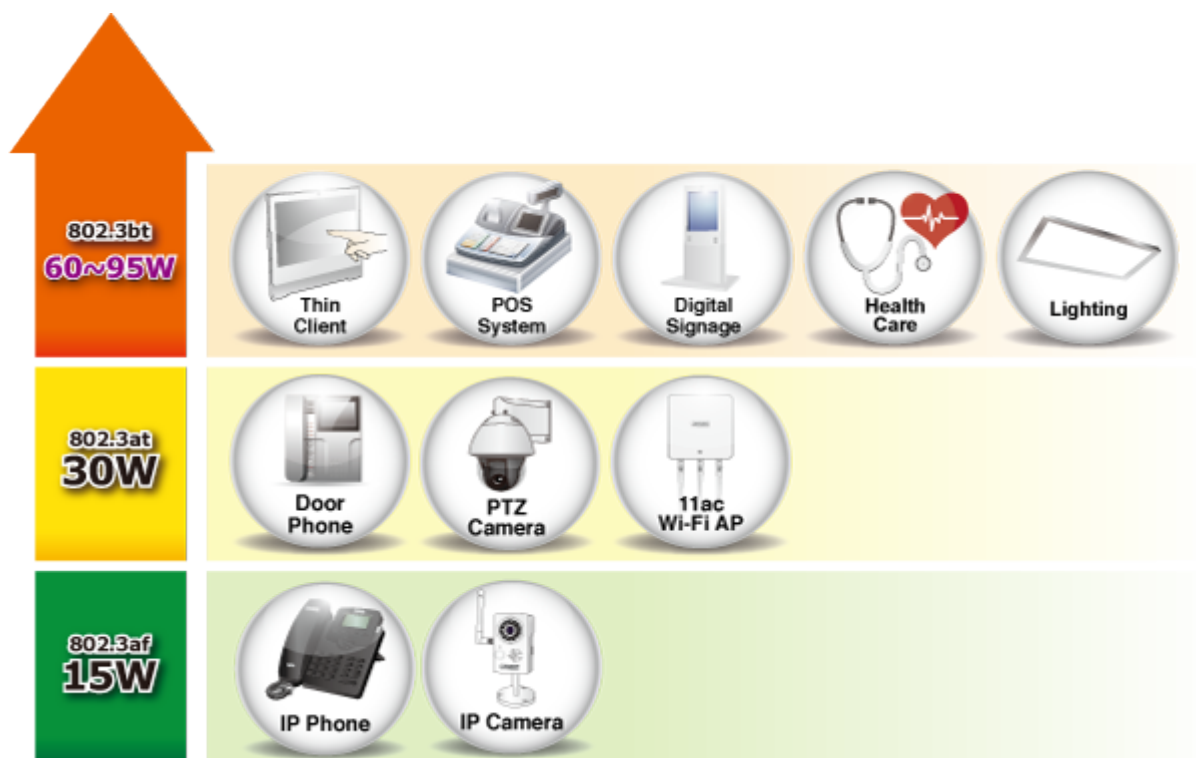 802.3bt
60~95W
Thin
Client
POS
System
Digital
Signage
Health
Care
Lighting
802.3at
30W
Door
Phone
PTZ
Camera
11ac
Wi-Fi AP
802.3af
15W
IP Phone
IP Camera